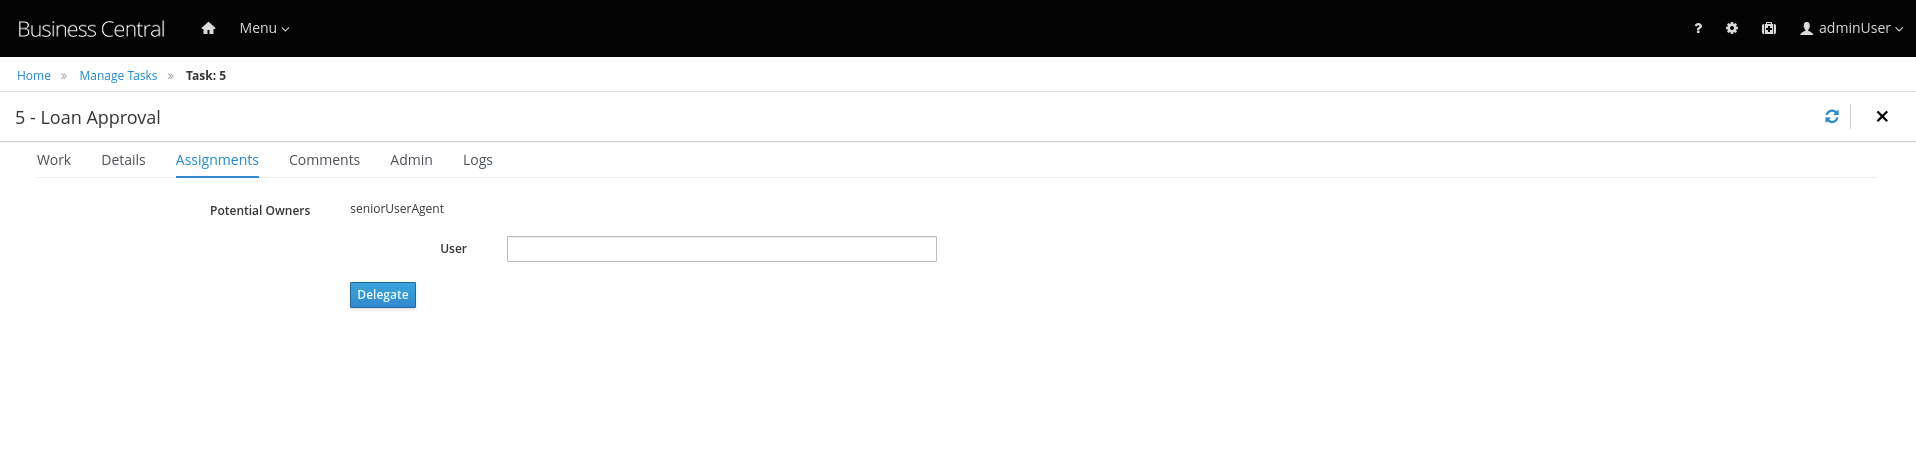 Business Central Menu ? adminUser
Home » Manage Tasks » Task: 5
5 - Loan Approval
Work Details Assignments Comments Admin Logs
Potential Owners seniorUserAgent
User
Delegate